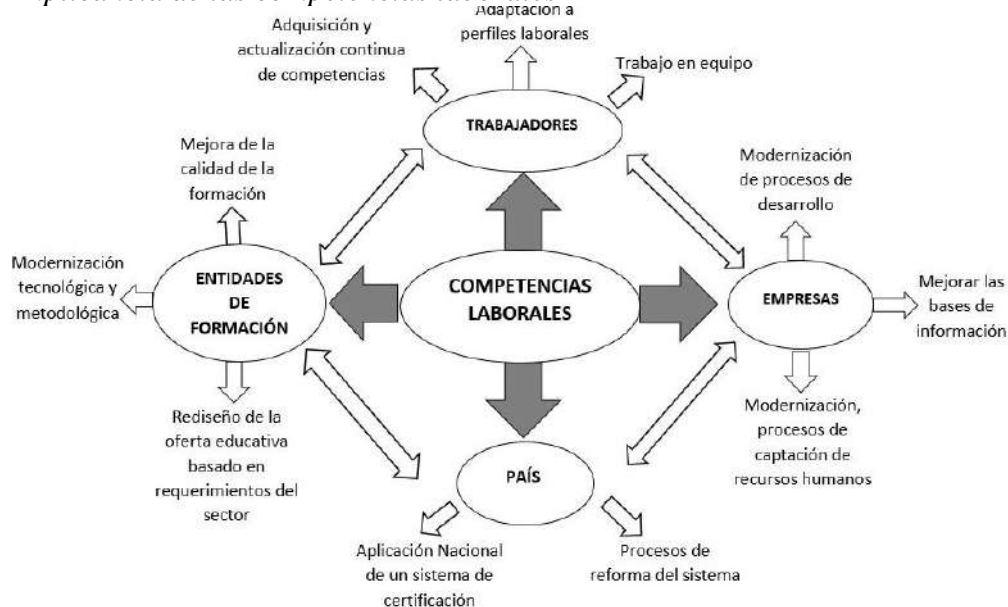 Adaptación a
perfiles laborales
Adquisición y
actualización continua
de competencias
Trabajo en equipo
TRABAJADORES
Mejora de la
calidad de la
formación
Modernización
de procesos de
desarrollo
Modernización
tecnológica y
metodológica
ENTIDADES
DE
FORMACIÓN
COMPETENCIAS
LABORALES
EMPRESAS
Mejorar las
bases de
información
Rediseño de la
oferta educativa
basado en
requerimientos del
sector
Modernización,
procesos de
captación de
recursos humanos
PAÍS
Aplicación Nacional
de un sistema de
certificación
Procesos de
reforma del sistema